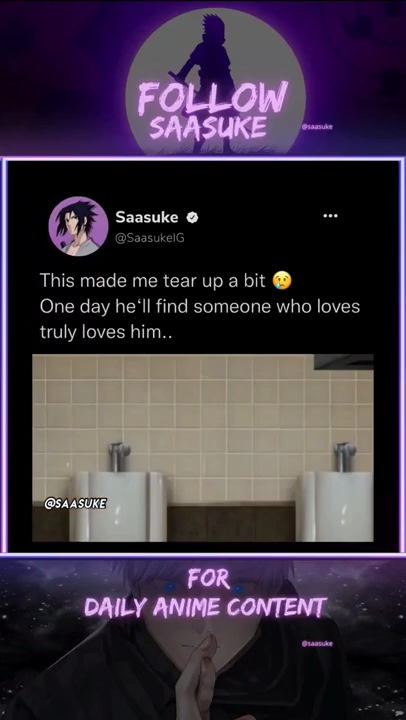 FOLLOW
SAASUKE
@saasuke
Saasuke
@SaasukeIG
This made me tear up a bit 😢
One day he'll find someone who loves
truly loves him..
@SAASUKE
FOR
DAILY ANIME CONTENT
@saasuke